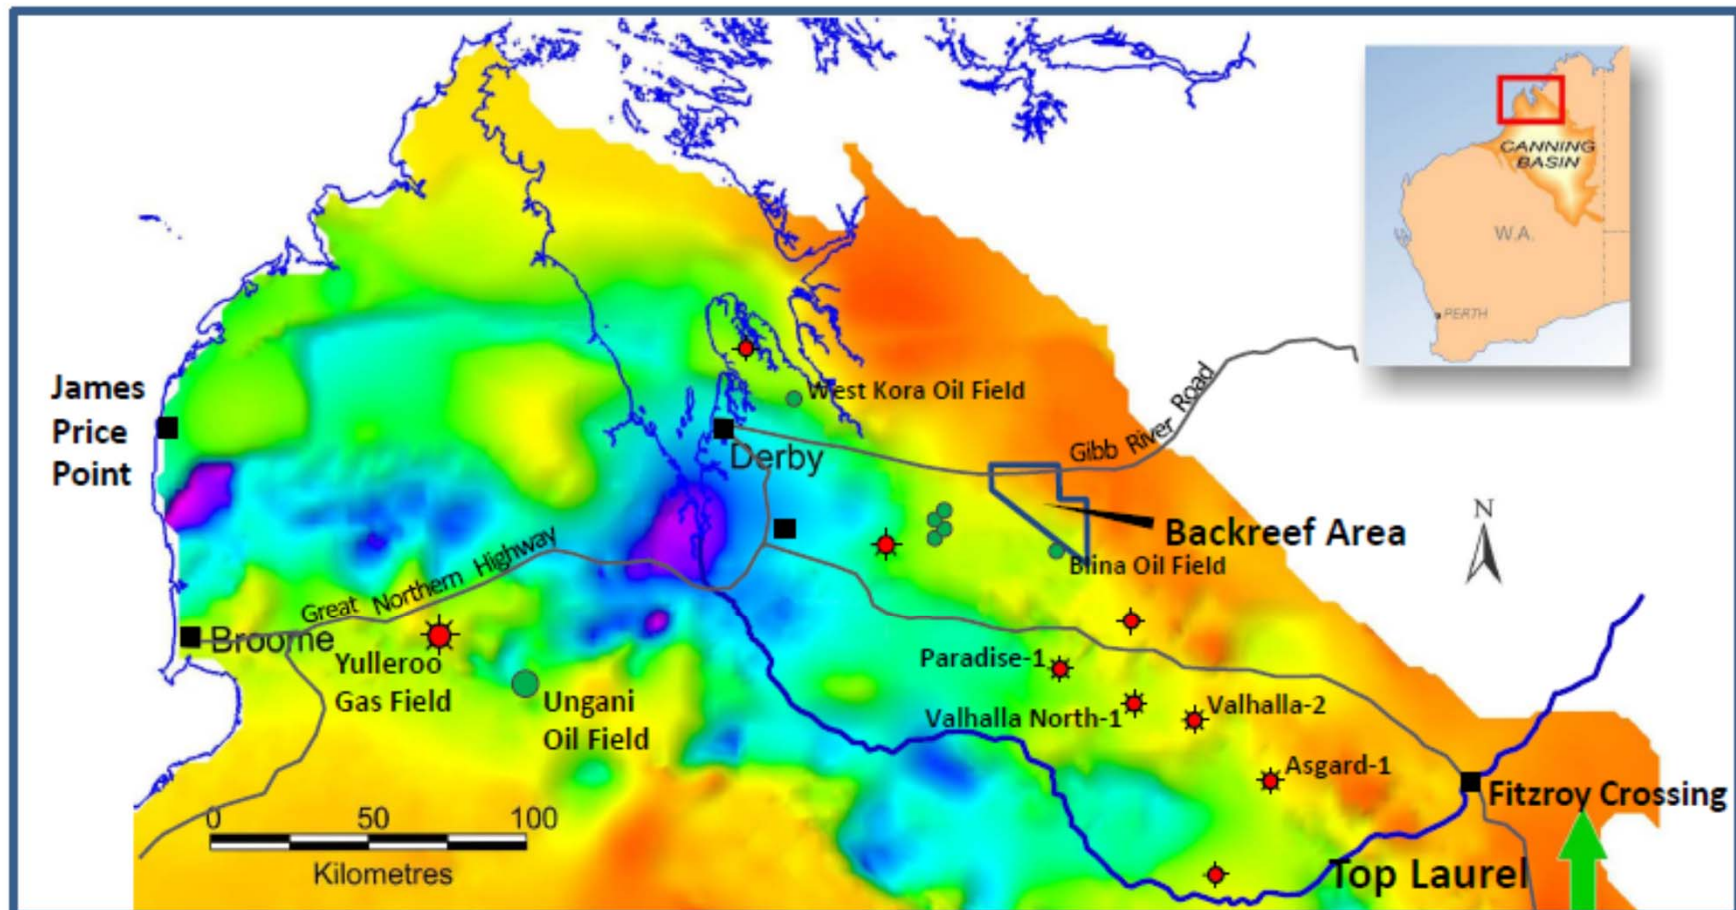 CANNING
BASIN
W.A.
PERTH
James
Price
Point
West Kora Oil Field
Gibb River Road
Derby
N
Backreef Area
Blina Oil Field
Great Northern Highway
Broome
Yulleroo
Gas Field
Ungani
Oil Field
Paradise-1
Valhalla North-1
Valhalla-2
Asgard-1
Fitzroy Crossing
0 50 100
Kilometres
Top Laurel